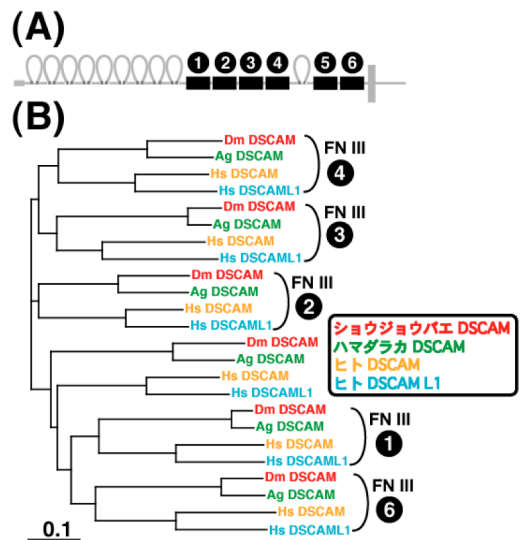 (A)
1 2 3 4 5 6
(B)
Dm DSCAM
Ag DSCAM
Hs DSCAM
Hs DSCAML1
FN III
4
Dm DSCAM
Ag DSCAM
Hs DSCAM
Hs DSCAML1
FN III
3
Dm DSCAM
Ag DSCAM
Hs DSCAM
Hs DSCAML1
FN III
2
ショウジョウバエ DSCAM
ハマダラカ DSCAM
ヒト DSCAM
ヒト DSCAM L1
Dm DSCAM
Ag DSCAM
Hs DSCAM
Hs DSCAML1
Dm DSCAM
Ag DSCAM
Hs DSCAM
Hs DSCAML1
FN III
1
Dm DSCAM
Ag DSCAM
Hs DSCAM
Hs DSCAML1
FN III
6
0.1